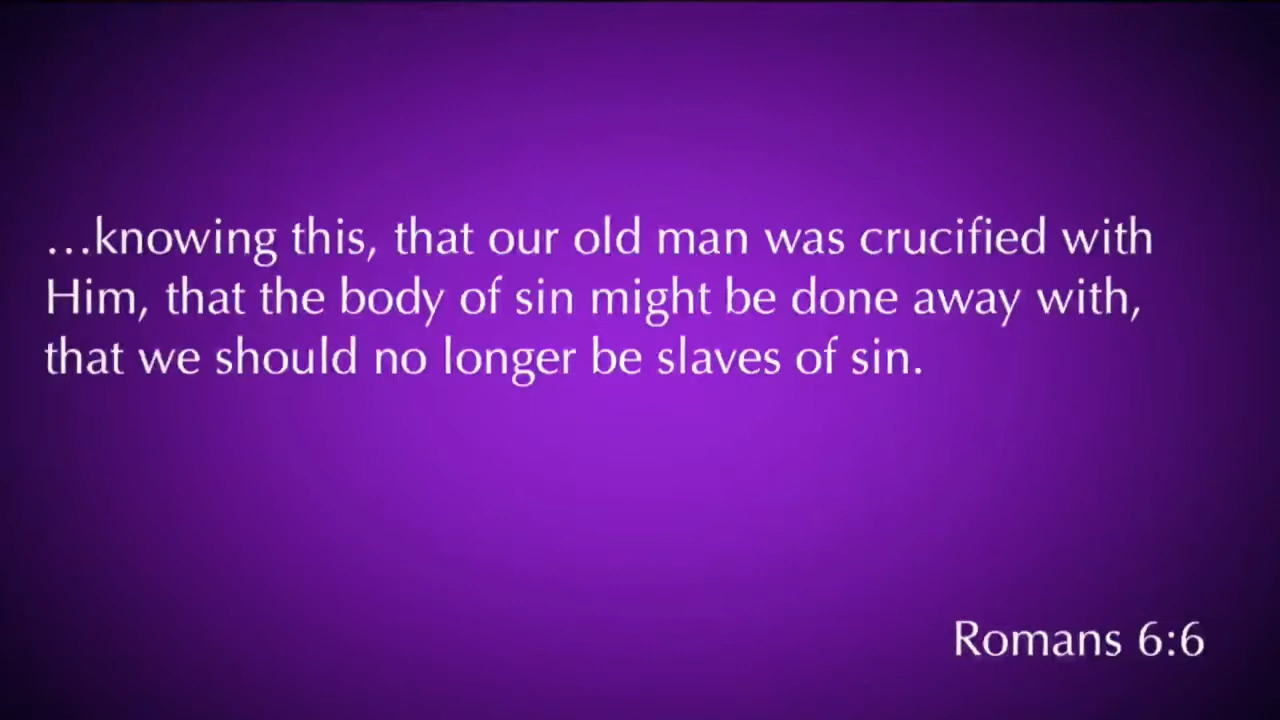 …knowing this, that our old man was crucified with
Him, that the body of sin might be done away with,
that we should no longer be slaves of sin.
Romans 6:6